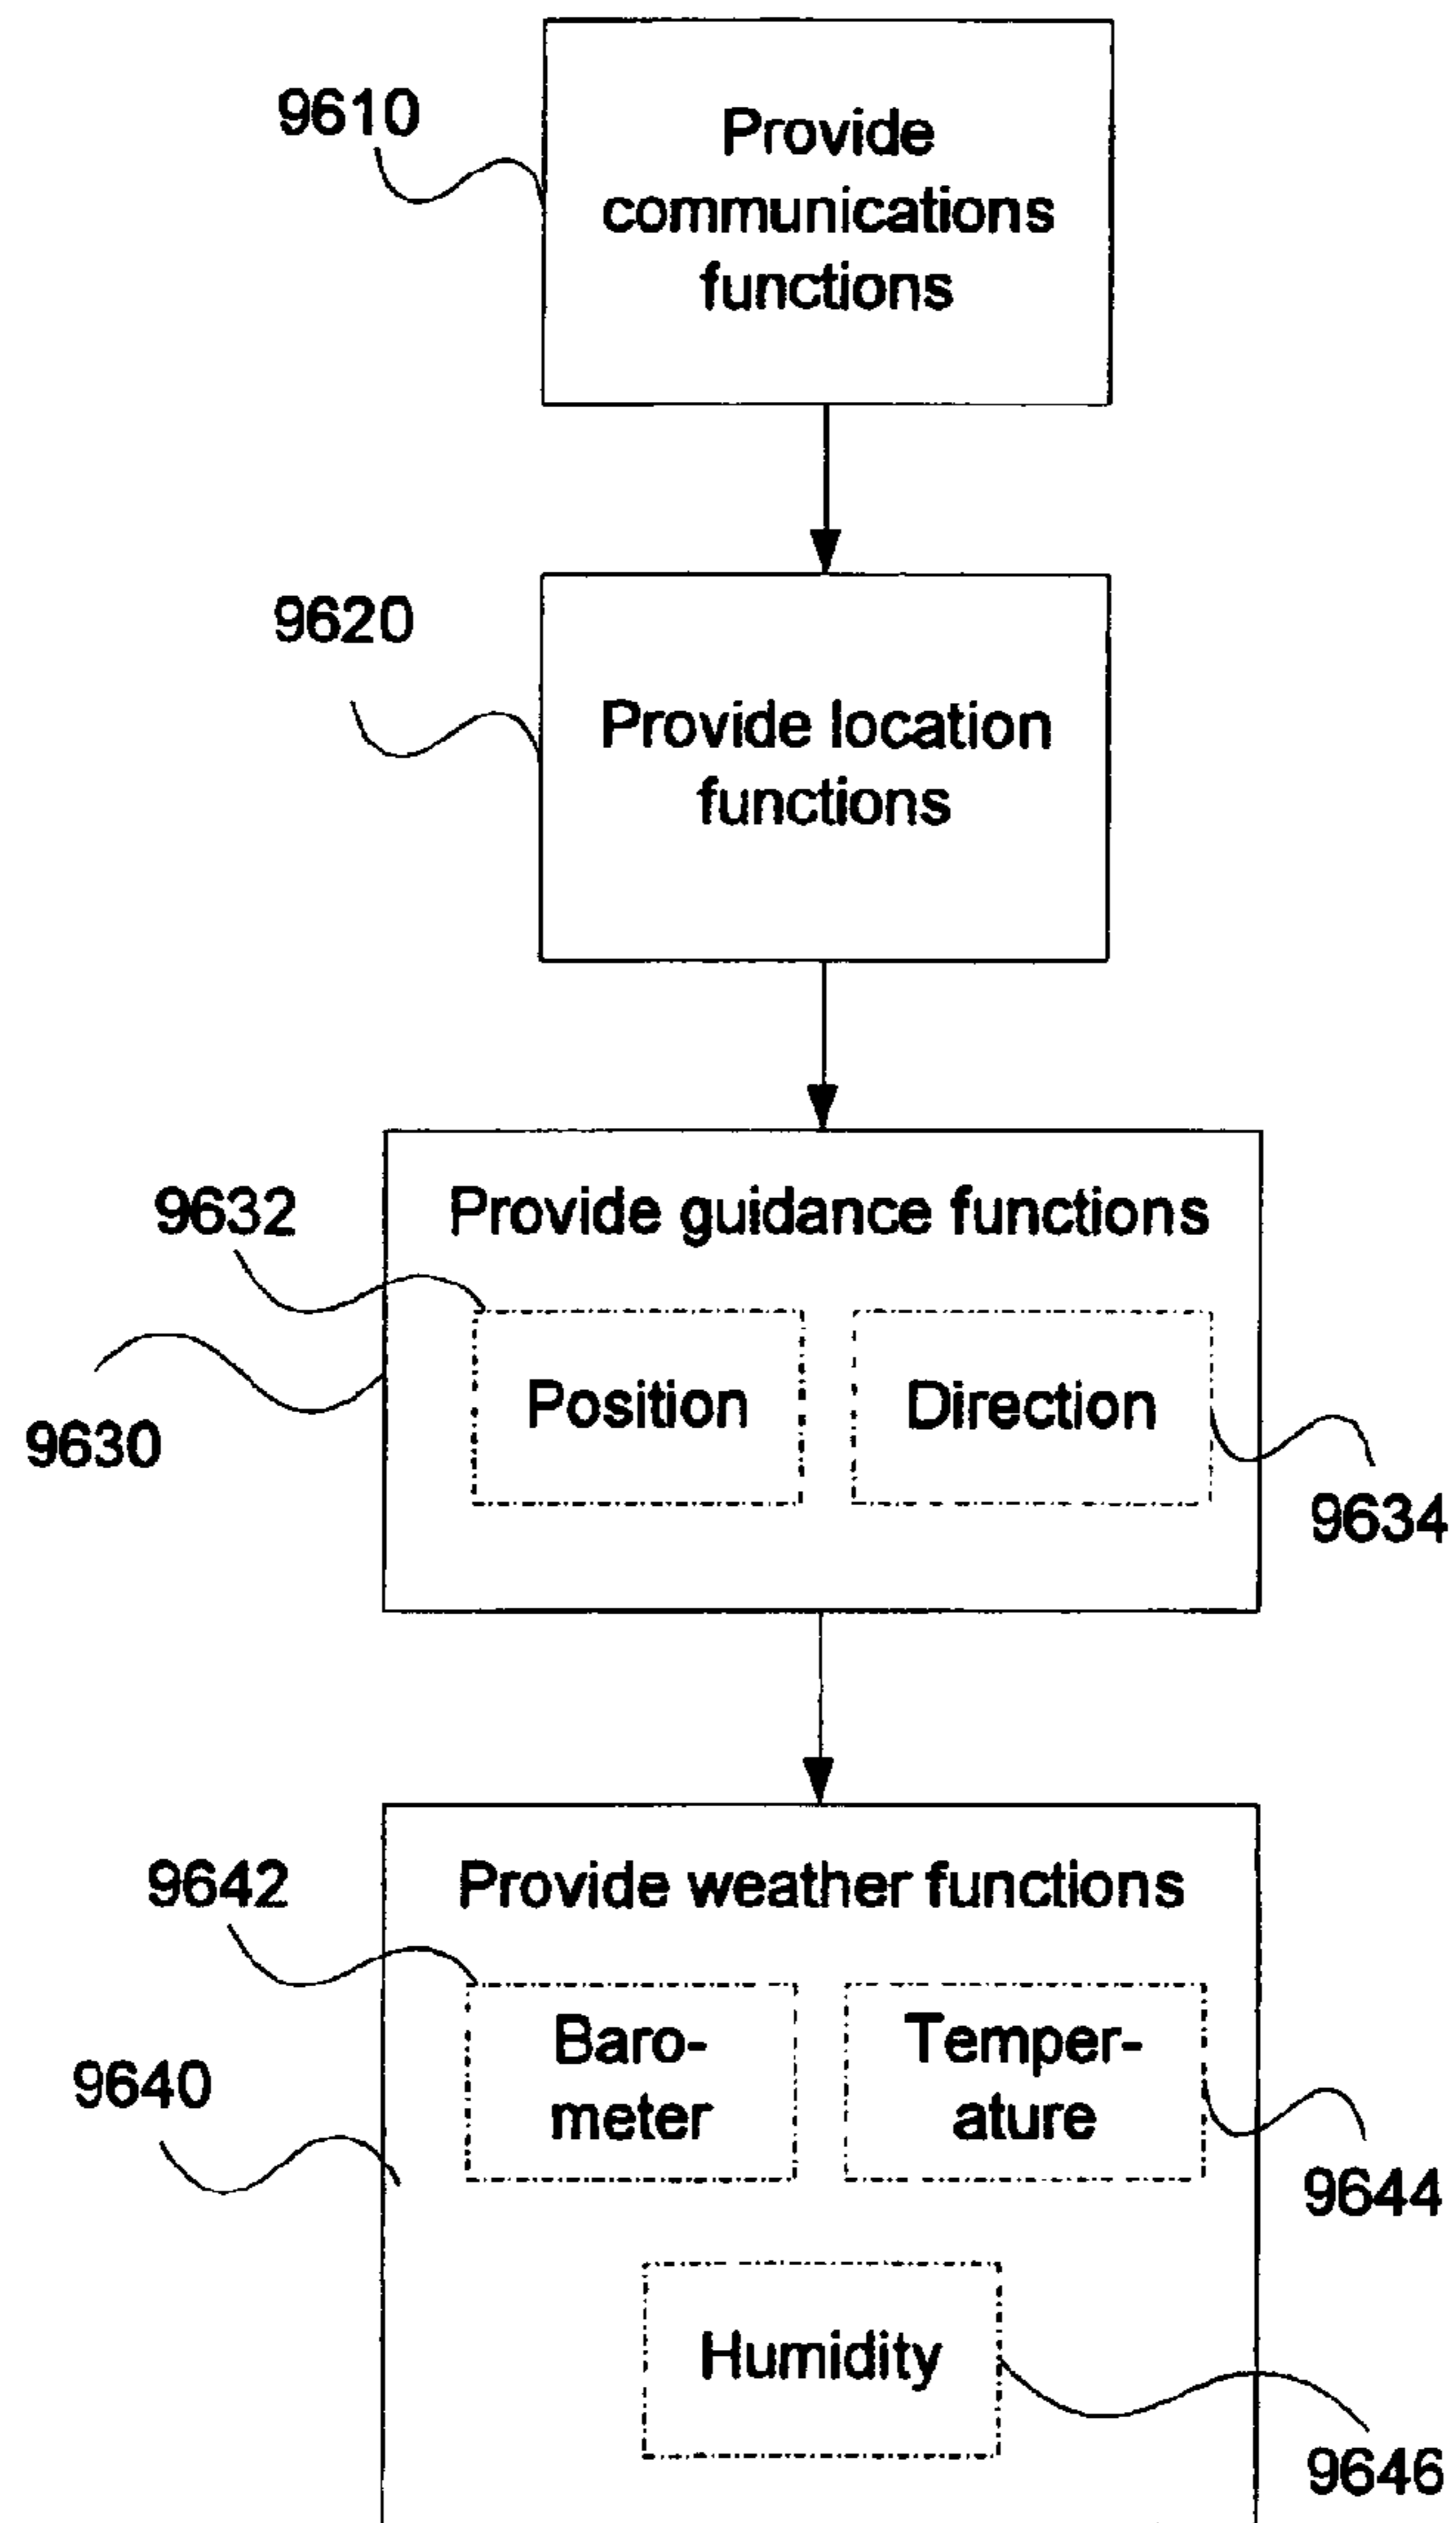 9610
Provide
communications
functions
9620
Provide location
functions
9632
Provide guidance functions
Position
Direction
9630
9634
9642
Provide weather functions
Baro-
meter
Temper-
ature
9640
9644
Humidity
9646